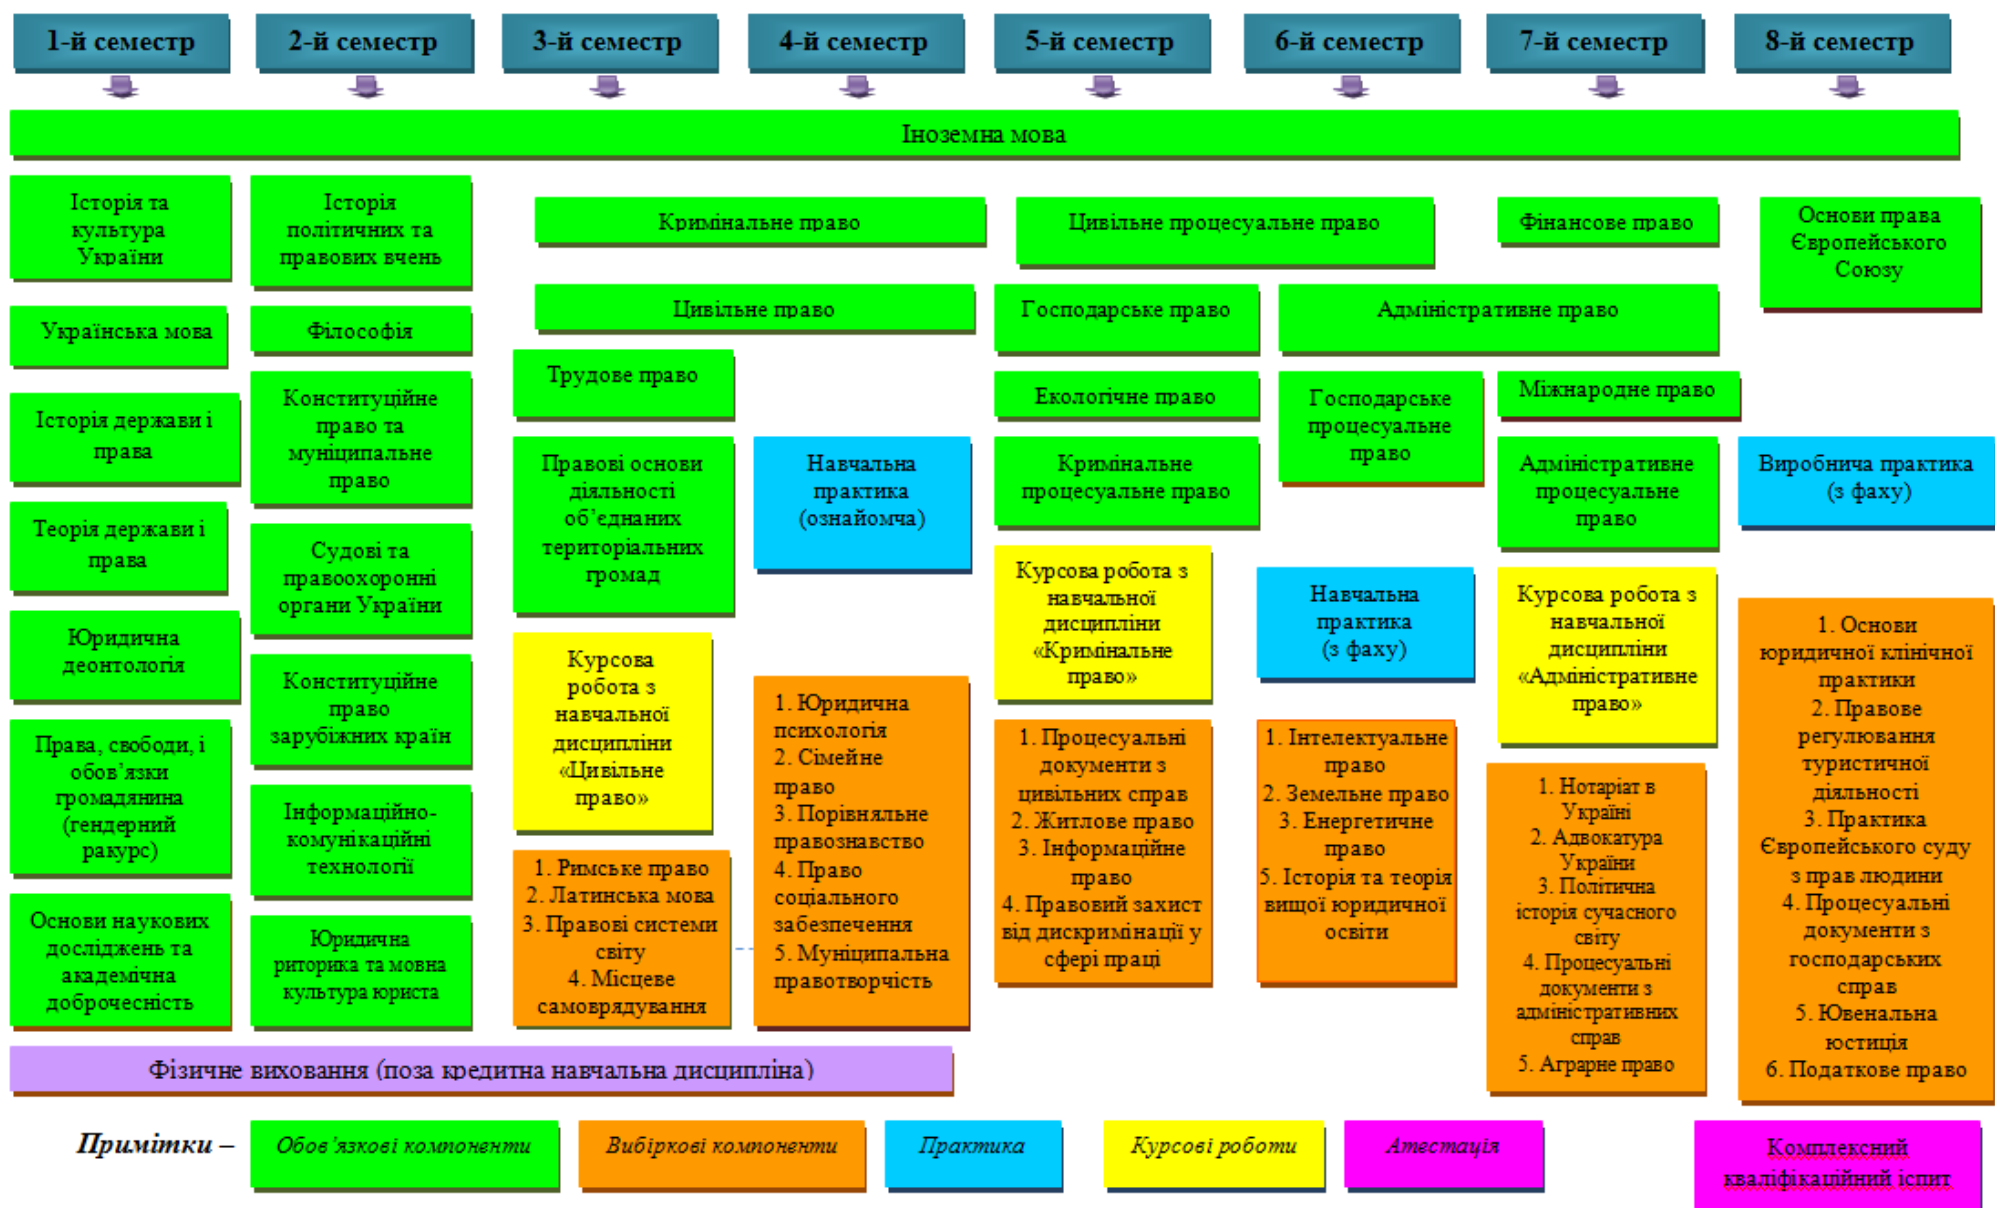 1-й семестр
2-й семестр
3-й семестр
4-й семестр
5-й семестр
6-й семестр
7-й семестр
8-й семестр
Іноземна мова
Історія та
культура
України
Українська мова
Історія держави і
права
Теорія держави і
права
Юридична
деонтологія
Права, свободи, і
обов’язки
громадянина
(гендерний
ракурс)
Основи наукових
досліджень та
академічна
доброчесність
Історія
політичних та
правових вчень
Філософія
Конституційне
право та
муніципальне
право
Судові та
правоохоронні
органи України
Конституційне
право
зарубіжних країн
Інформаційно-
комунікаційні
технології
Юридична
риторика та мовна
культура юриста
Кримінальне право
Цивільне право
Трудове право
Правові основи
діяльності
об’єднаних
територіальних
громад
Курсова
робота з
навчальної
дисципліни
«Цивільне
право»
1. Римське право
2. Латинська мова
3. Правові системи
світу
4. Місцеве
самоврядування
Навчальна
практика
(ознайомча)
1. Юридична
психологія
2. Сімейне
право
3. Порівняльне
правознавство
4. Право
соціального
забезпечення
5. Муніципальна
правотворчість
Цивільне процесуальне право
Господарське право
Екологічне право
Кримінальне
процесуальне право
Курсова робота з
навчальної
дисципліни
«Кримінальне
право»
1. Процесуальні
документи з
цивільних справ
2. Житлове право
3. Інформаційне
право
4. Правовий захист
від дискримінації у
сфері праці
Адміністративне право
Господарське
процесуальне
право
Навчальна
практика
(з фаху)
1. Інтелектуальне
право
2. Земельне право
3. Енергетичне
право
5. Історія та теорія
вищої юридичної
освіти
Фінансове право
Міжнародне право
Адміністративне
процесуальне
право
Курсова робота з
навчальної
дисципліни
«Адміністративне
право»
1. Нотаріат в
Україні
2. Адвокатура
України
3. Політична
історія сучасного
світу
4. Процесуальні
документи з
адміністративних
справ
5. Аграрне право
Основи права
Європейського
Союзу
Виробнича практика
(з фаху)
1. Основи
юридичної клінічної
практики
2. Правове
регулювання
туристичної
діяльності
3. Практика
Європейського суду
з прав людини
4. Процесуальні
документи з
господарських
справ
5. Ювенальна
юстиція
6. Податкове право
Фізичне виховання (поза кредитна навчальна дисципліна)
Примітки –
Обов’язкові компоненти
Вибіркові компоненти
Практика
Курсові роботи
Атестація
Комплексний
кваліфікаційний іспит